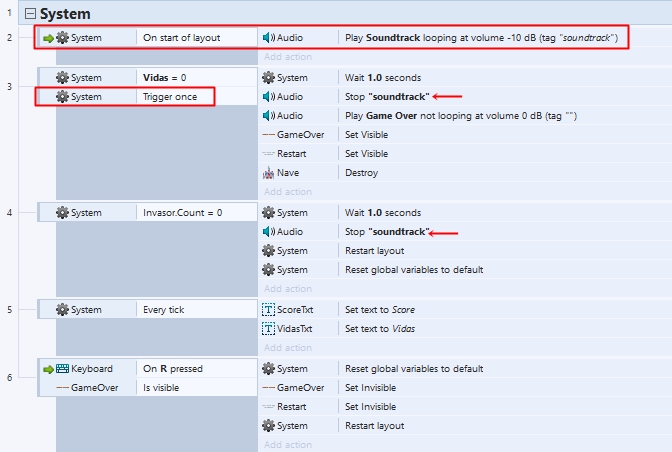 1 System
2 System On start of layout Audio Play Soundtrack looping at volume -10 dB (tag "soundtrack")
Add action
3 System Vidas = 0 System Wait 1.0 seconds
System Trigger once Audio Stop "soundtrack"
Audio Play Game Over not looping at volume 0 dB (tag "")
GameOver Set Visible
Restart Set Visible
Nave Destroy
Add action
4 System Invasor.Count = 0 System Wait 1.0 seconds
Audio Stop "soundtrack"
System Restart layout
System Reset global variables to default
Add action
5 System Every tick T ScoreTxt Set text to Score
T VidasTxt Set text to Vidas
Add action
6 Keyboard On R pressed System Reset global variables to default
GameOver Is visible GameOver Set Invisible
Restart Set Invisible
System Restart layout
Add action